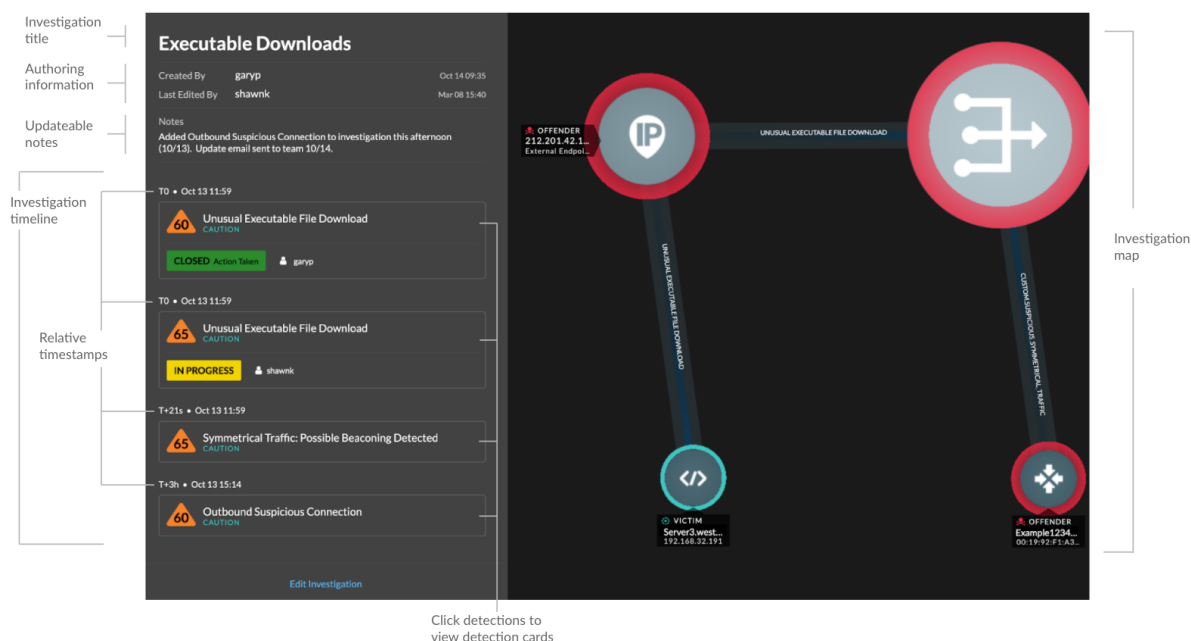 Investigation
title
Authoring
information
Updateable
notes
Investigation
timeline
Relative
timestamps
Executable Downloads
Created By garyp Oct 14 09:35
Last Edited By shawnk Mar 08 15:40
Notes
Added Outbound Suspicious Connection to investigation this afternoon
(10/13). Update email sent to team 10/14.
T0 • Oct 13 11:59
60 Unusual Executable File Download
CAUTION
CLOSED Action Taken garyp
T0 • Oct 13 11:59
65 Unusual Executable File Download
CAUTION
IN PROGRESS shawnk
T+21s • Oct 13 11:59
65 Symmetrical Traffic: Possible Beaconing Detected
CAUTION
T+3h • Oct 13 15:14
60 Outbound Suspicious Connection
CAUTION
Edit Investigation
Click detections to
view detection cards
IP
OFFENDER
212.201.42.1...
External Endpoi...
UNUSUAL EXECUTABLE FILE DOWNLOAD
UNUSUAL EXECUTABLE FILE DOWNLOAD
CUSTOM.SUSPICIOUS SYMMETRICAL TRAFFIC
</>
VICTIM
Server3.west...
192.168.32.191
OFFENDER
Example1234...
00:19:92:F1:A3...
Investigation
map